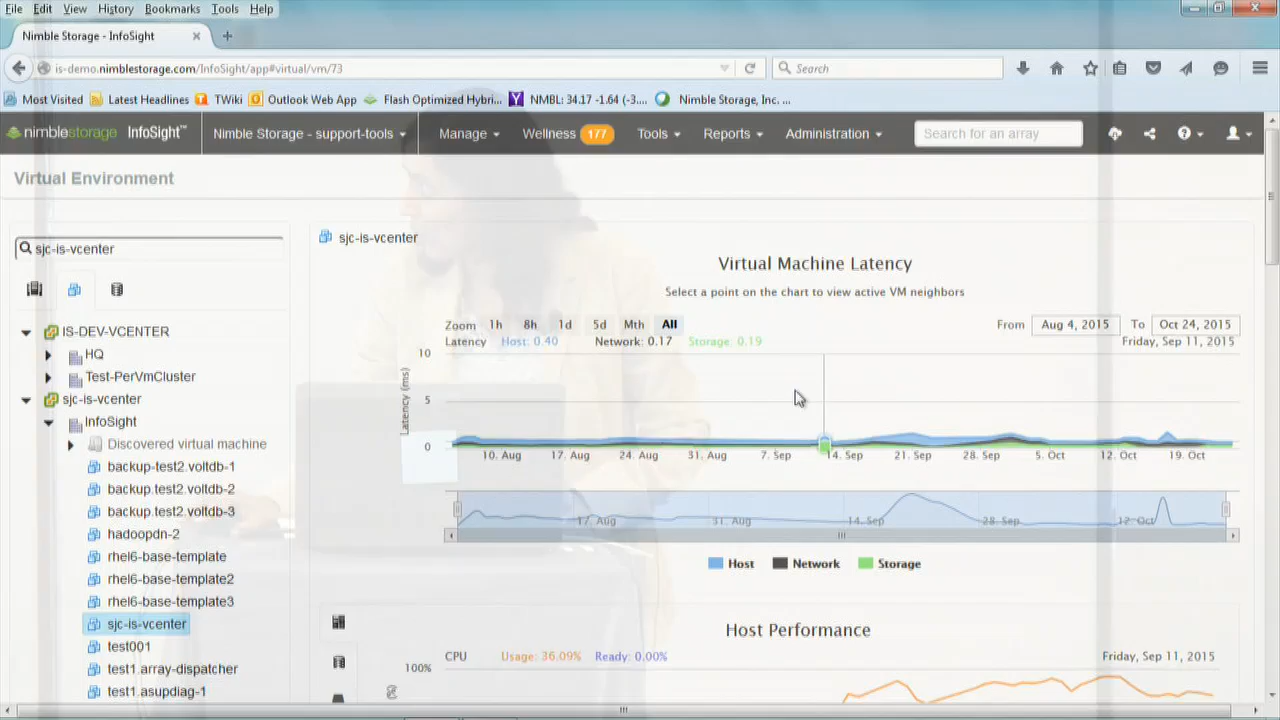 File Edit View History Bookmarks Tools Help
Nimble Storage - InfoSight
is-demo.nimblestorage.com/InfoSight/app#virtual/vm/73
Search
Most Visited Latest Headlines TWiki Outlook Web App Flash Optimized Hybri... NMBL: 34.17 -1.64 (-3.... Nimble Storage, Inc. ...
nimblestorage InfoSight™ Nimble Storage - support-tools Manage Wellness 177 Tools Reports Administration Search for an array
Virtual Environment
sjc-is-vcenter
IS-DEV-VCENTER
HQ
Test-PerVmCluster
sjc-is-vcenter
InfoSight
Discovered virtual machine
backup-test2.voltdb-1
backup.test2.voltdb-2
backup.test2.voltdb-3
hadoopdn-2
rhel6-base-template
rhel6-base-template2
rhel6-base-template3
sjc-is-vcenter
test001
test1.array-dispatcher
test1.asupdiag-1
sjc-is-vcenter
Virtual Machine Latency
Select a point on the chart to view active VM neighbors
Zoom 1h 8h 1d 5d Mth All From Aug 4, 2015 To Oct 24, 2015
Latency Host: 0.40 Network: 0.17 Storage: 0.19 Friday, Sep 11, 2015
Latency (ms)
10
5
0
10. Aug 17. Aug 24. Aug 31. Aug 7. Sep 14. Sep 21. Sep 28. Sep 5. Oct 12. Oct 19. Oct
17. Aug 31. Aug 14. Sep 28. Sep 12. Oct
Host Network Storage
Host Performance
CPU Usage: 36.09% Ready: 0.00% Friday, Sep 11, 2015
100%